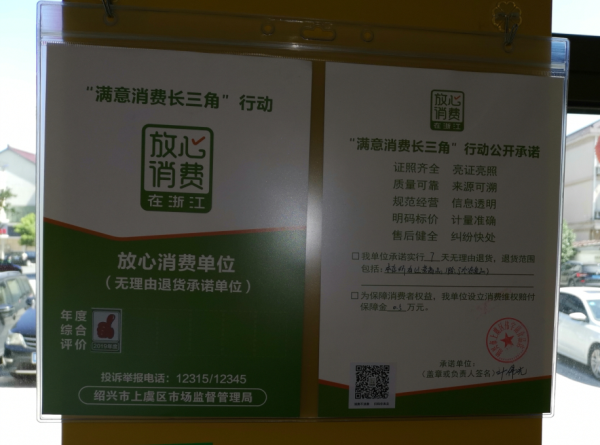 “满意消费长三角”行动
放心
消费
在浙江
放心消费单位
（无理由退货承诺单位）
年度
综合
评价
投诉举报电话：12315/12345
绍兴市上虞区市场监督管理局
放心
消费
在浙江
“满意消费长三角”行动公开承诺
证照齐全 亮证亮照
质量可靠 来源可溯
规范经营 信息透明
明码标价 计量准确
售后健全 纠纷快处
□我单位承诺实行 7 天无理由退货，退货范围
包括：
□为保障消费者权益，我单位设立消费维权赔付
保障金 万元。
承诺单位：
（盖章或负责人签名）